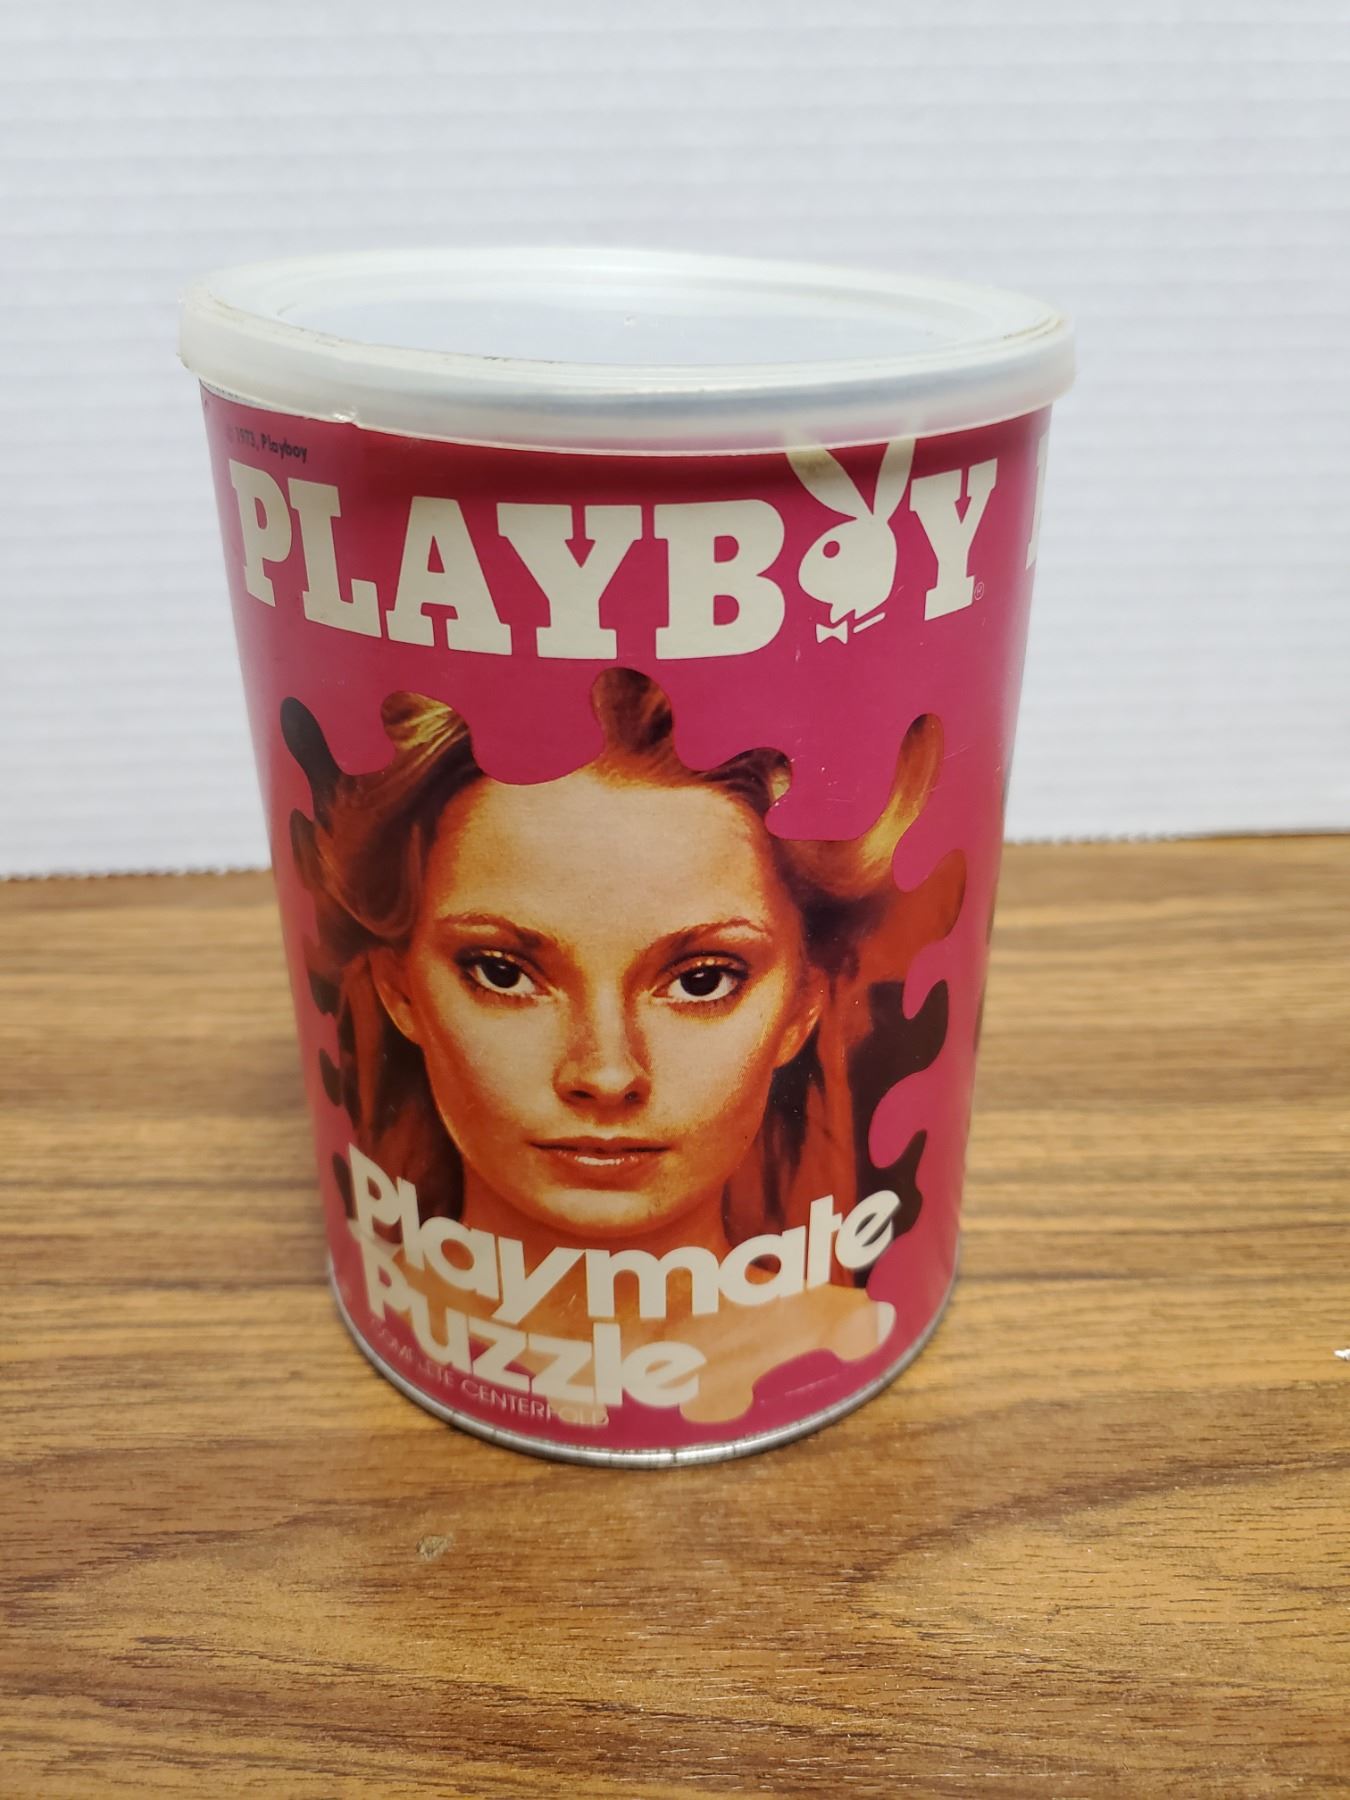 © 1973, Playboy
PLAYBOY
®
Playmate
Puzzle
COMPLETE CENTERFOLD